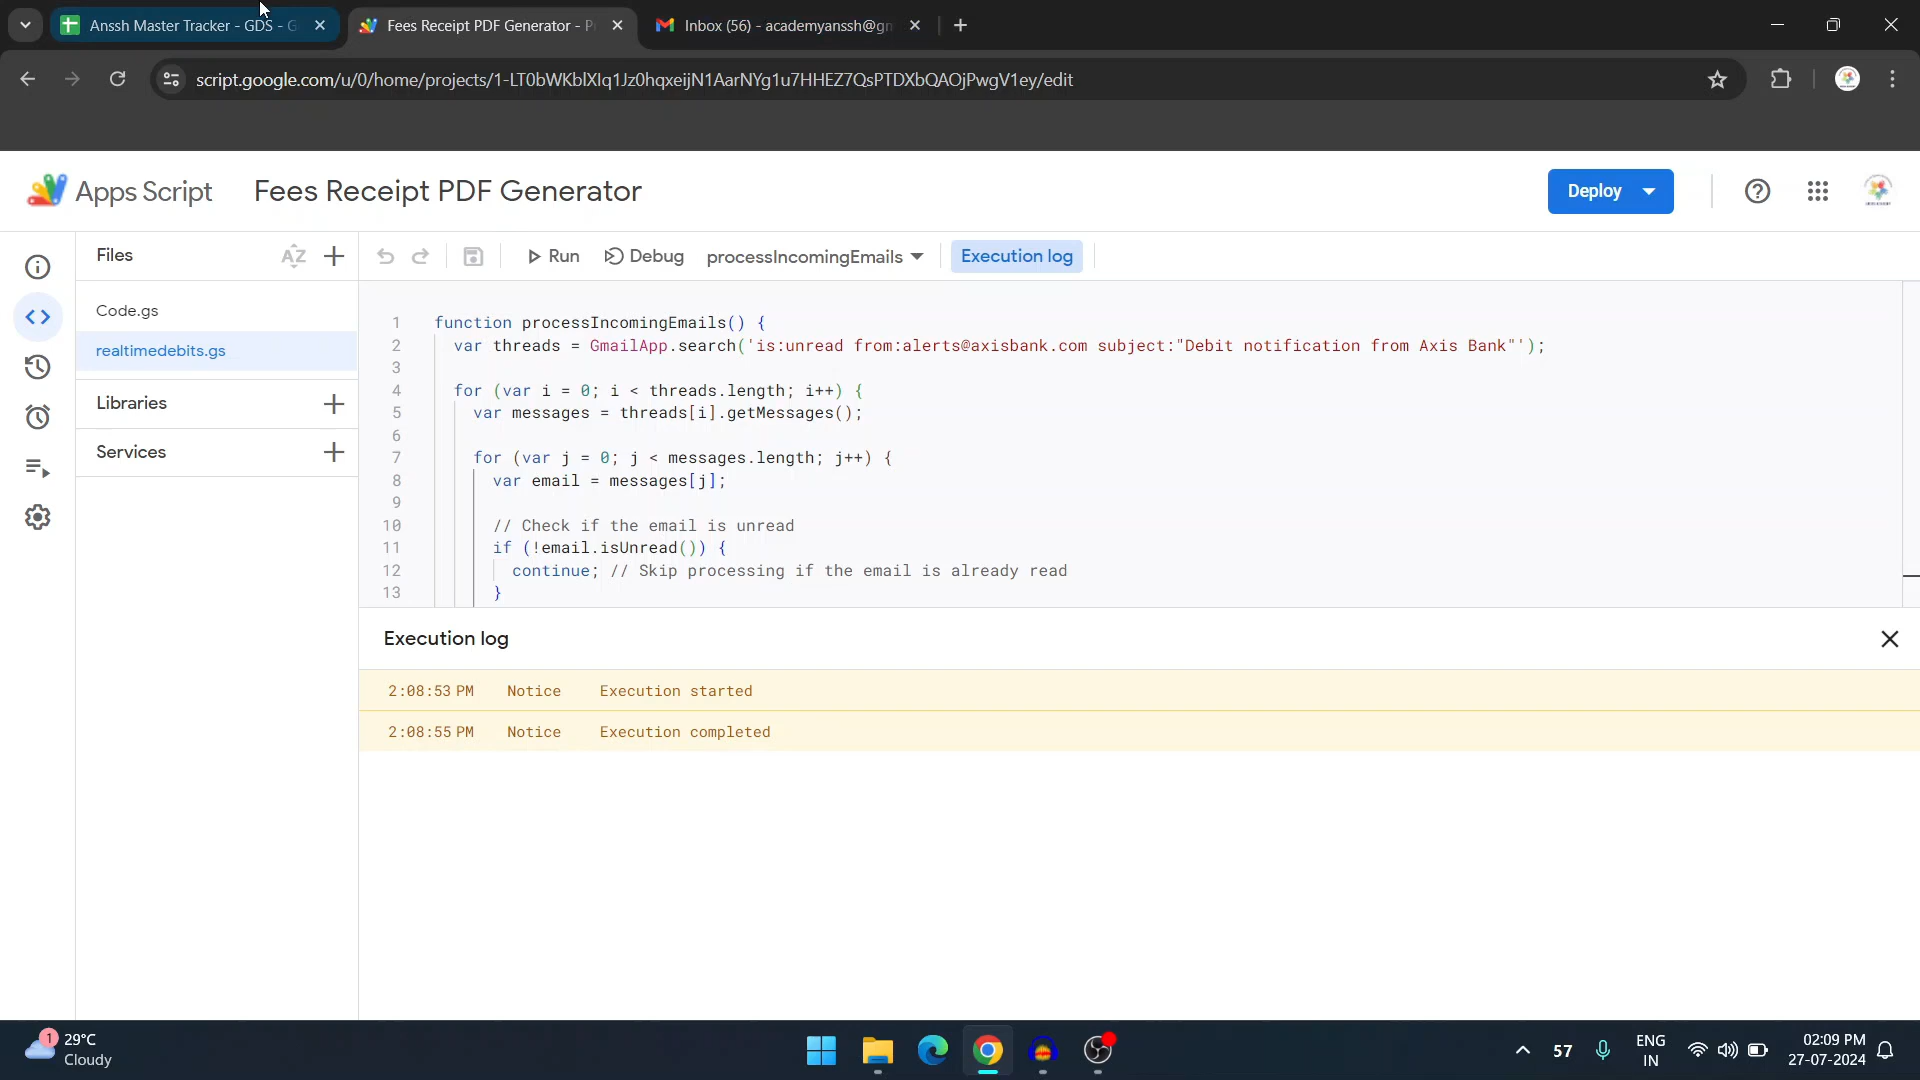 Anssh Master Tracker - GDS - G
Fees Receipt PDF Generator - P
Inbox (56) - academyanssh@gm
script.google.com/u/0/home/projects/1-LT0bWKblXIq1Jz0hqxeijN1AarNYg1u7HHEZ7QsPTDXbQAOjPwgV1ey/edit
Apps Script
Fees Receipt PDF Generator
Deploy
Files
AZ
Run
Debug
processIncomingEmails
Execution log
Code.gs
realtimedebits.gs
Libraries
Services
1 function processIncomingEmails() {
2 var threads = GmailApp.search('is:unread from:alerts@axisbank.com subject:"Debit notification from Axis Bank"');
3
4 for (var i = 0; i < threads.length; i++) {
5 var messages = threads[i].getMessages();
6
7 for (var j = 0; j < messages.length; j++) {
8 var email = messages[j];
9
10 // Check if the email is unread
11 if (!email.isUnread()) {
12 continue; // Skip processing if the email is already read
13 }
Execution log
2:08:53 PM Notice Execution started
2:08:55 PM Notice Execution completed
1
29°C
Cloudy
57
ENG
IN
02:09 PM
27-07-2024